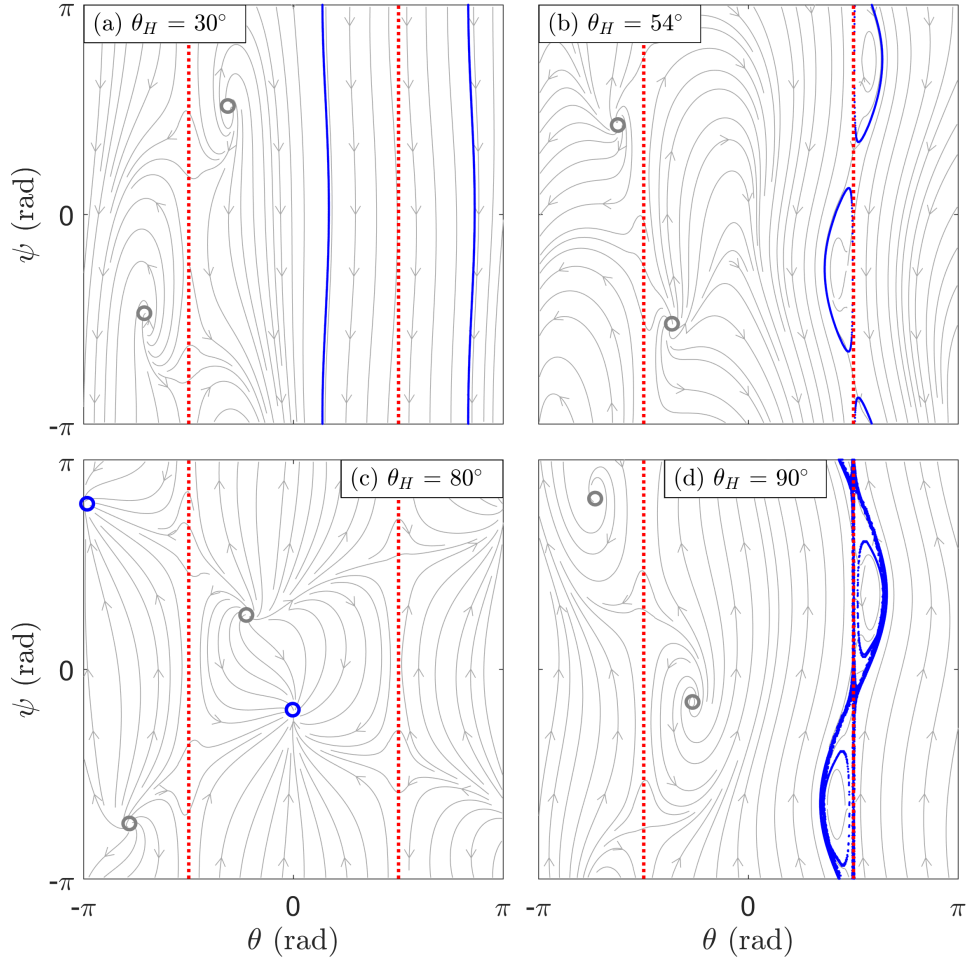 π
(a) θ_H = 30°
(b) θ_H = 54°
ψ (rad)
0
-π
π
(c) θ_H = 80°
(d) θ_H = 90°
ψ (rad)
0
-π
-π 0 π
-π 0 π
θ (rad)
θ (rad)